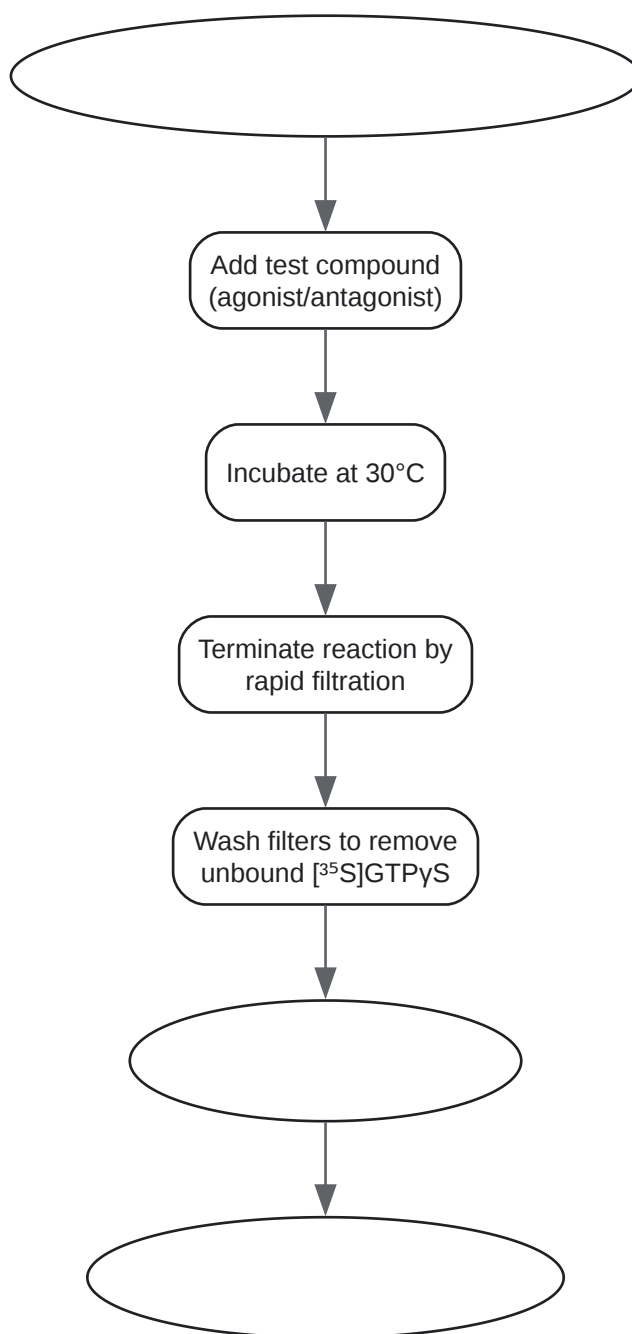 Add test compound
(agonist/antagonist)
Incubate at 30°C
Terminate reaction by
rapid filtration
Wash filters to remove
unbound [³⁵S]GTPγS